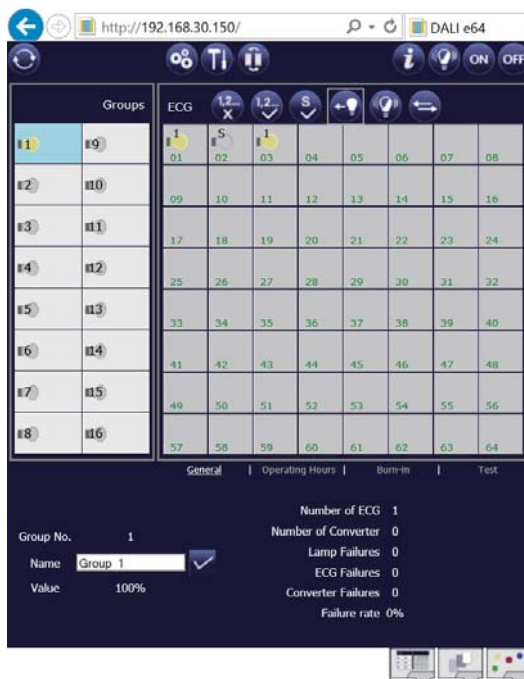 http://192.168.30.150/
DALI e64
i
ON
OFF
Groups
ECG
1,2...
X
1,2...
S
1
9
2
10
3
11
4
12
5
13
6
14
7
15
8
16
1
S
1
01 02 03 04 05 06 07 08
09 10 11 12 13 14 15 16
17 18 19 20 21 22 23 24
25 26 27 28 29 30 31 32
33 34 35 36 37 38 39 40
41 42 43 44 45 46 47 48
49 50 51 52 53 54 55 56
57 58 59 60 61 62 63 64
General | Operating Hours | Burn-in | Test
Group No. 1
Name Group 1
Value 100%
Number of ECG 1
Number of Converter 0
Lamp Failures 0
ECG Failures 0
Converter Failures 0
Failure rate 0%